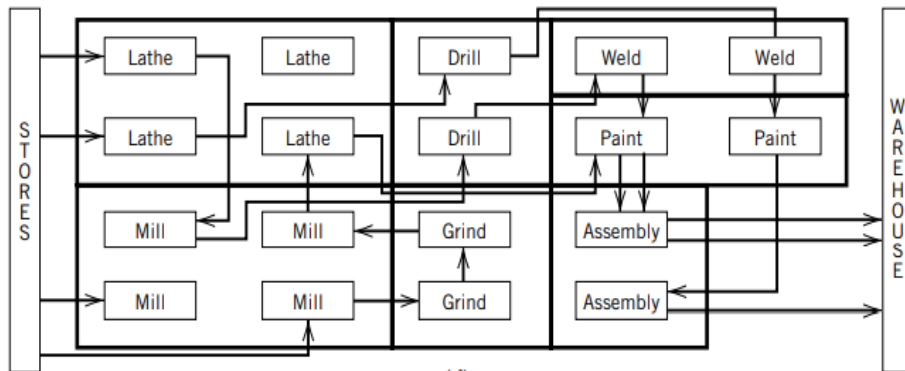 STORES
Lathe Lathe Drill Weld Weld
Lathe Lathe Drill Paint Paint
Mill Mill Grind Assembly
Mill Mill Grind Assembly
WAREHOUSE